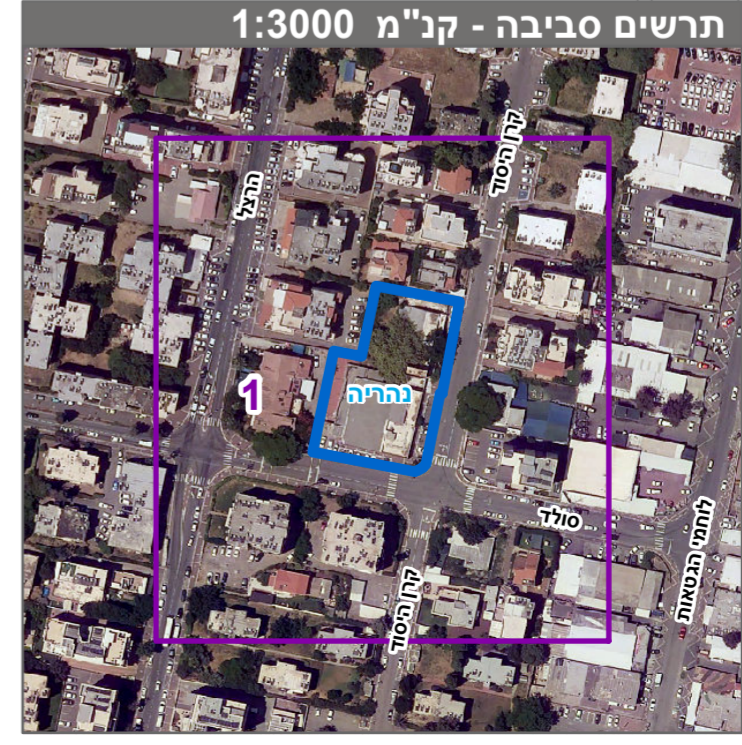 תרשים סביבה - קנ"מ 1:3000
קרן היסוד
הרצל
1
נהריה
סולד
לוחמי הגטאות
קרן היסוד